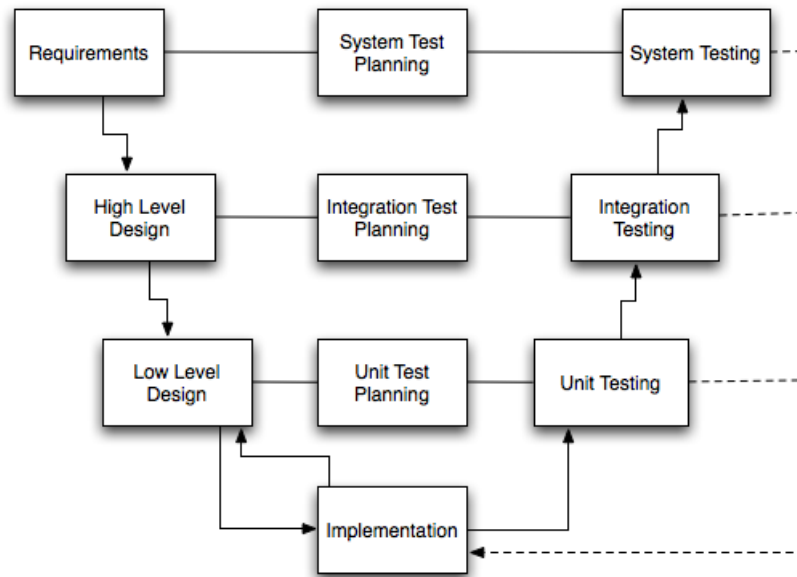 Requirements
System Test
Planning
System Testing
High Level
Design
Integration Test
Planning
Integration
Testing
Low Level
Design
Unit Test
Planning
Unit Testing
Implementation